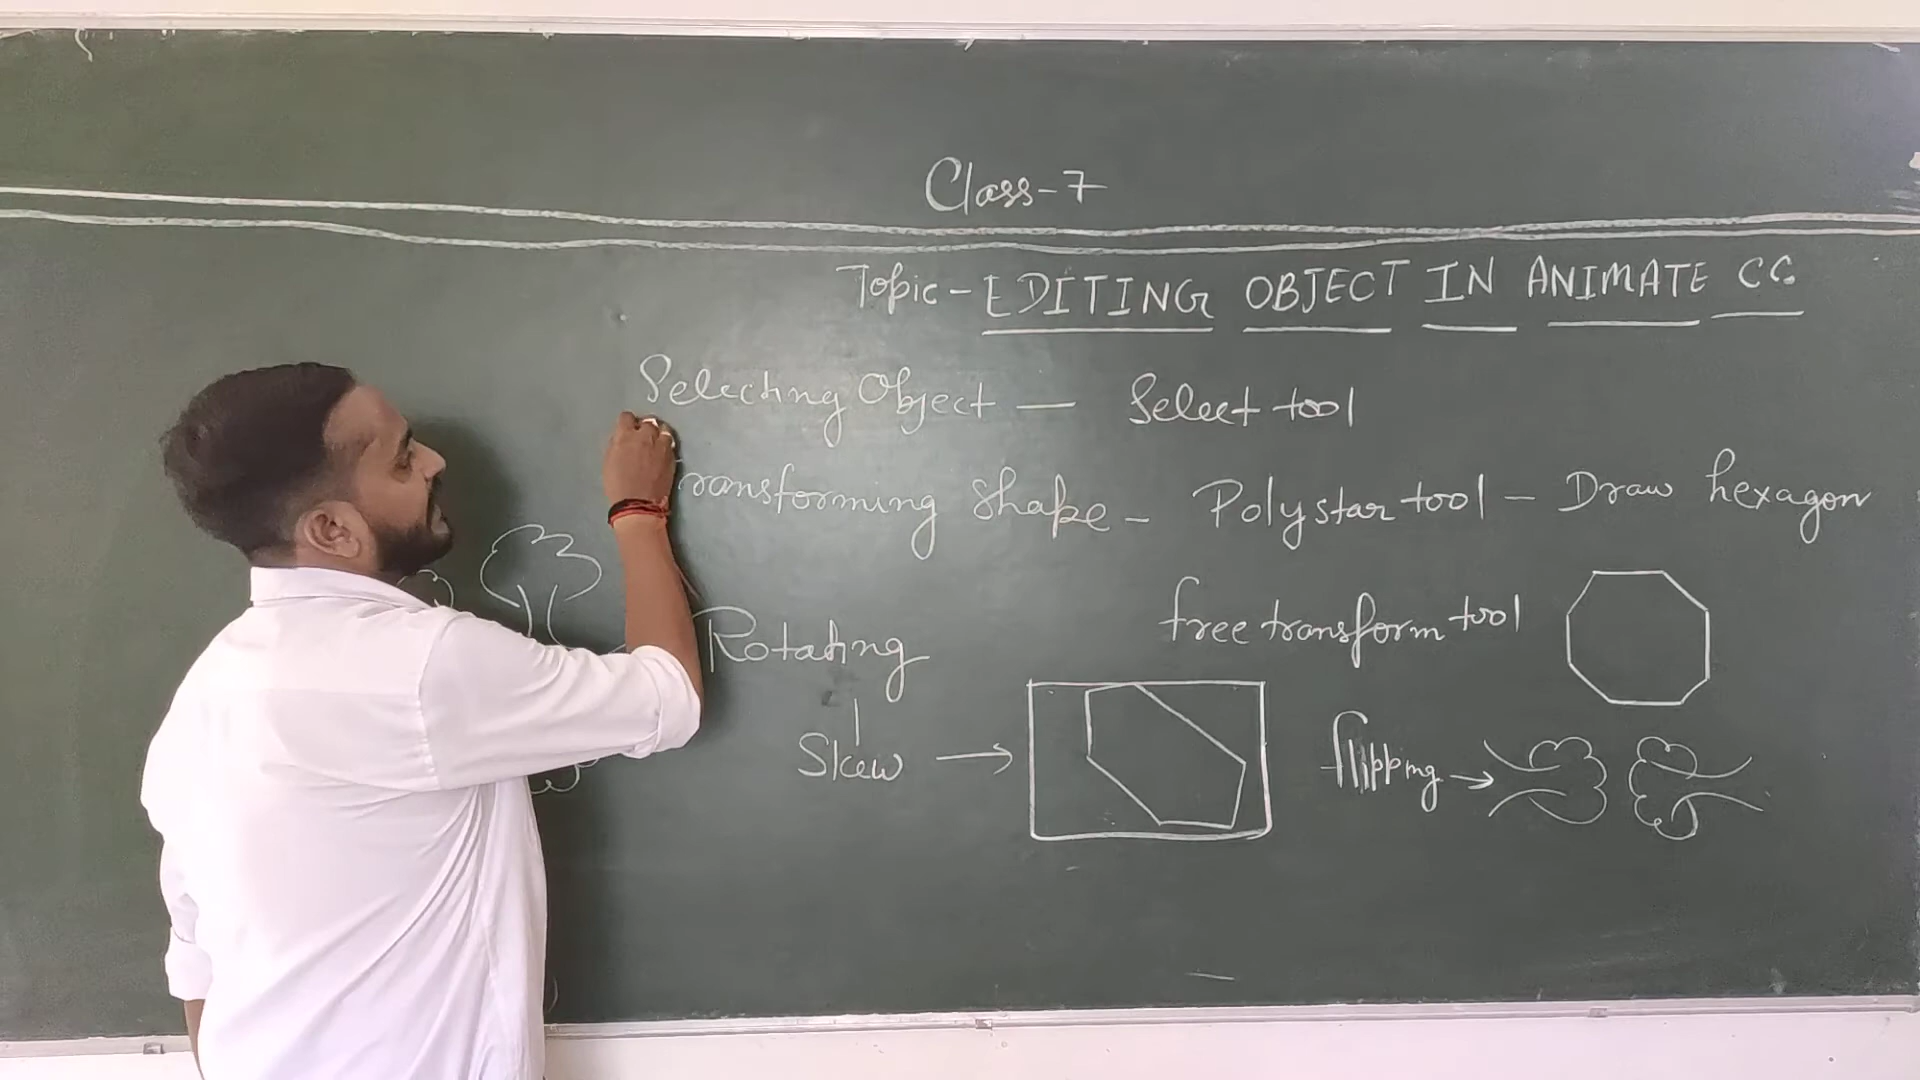 Class-7
Topic - EDITING OBJECT IN ANIMATE CC
Selecting Object — Select tool
Transforming Shape - Polystar tool - Draw hexagon
free transform tool
Rotating
Skew →
flipping →